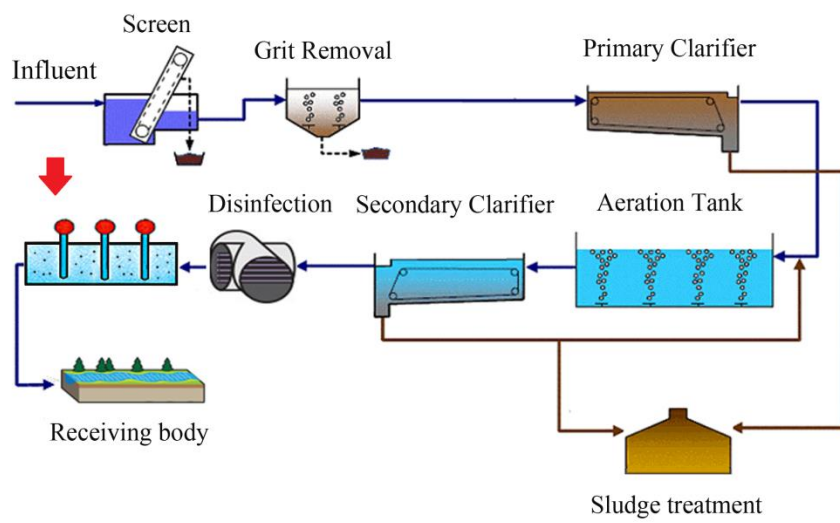 Screen
Influent
Grit Removal
Primary Clarifier
Disinfection
Secondary Clarifier
Aeration Tank
Receiving body
Sludge treatment